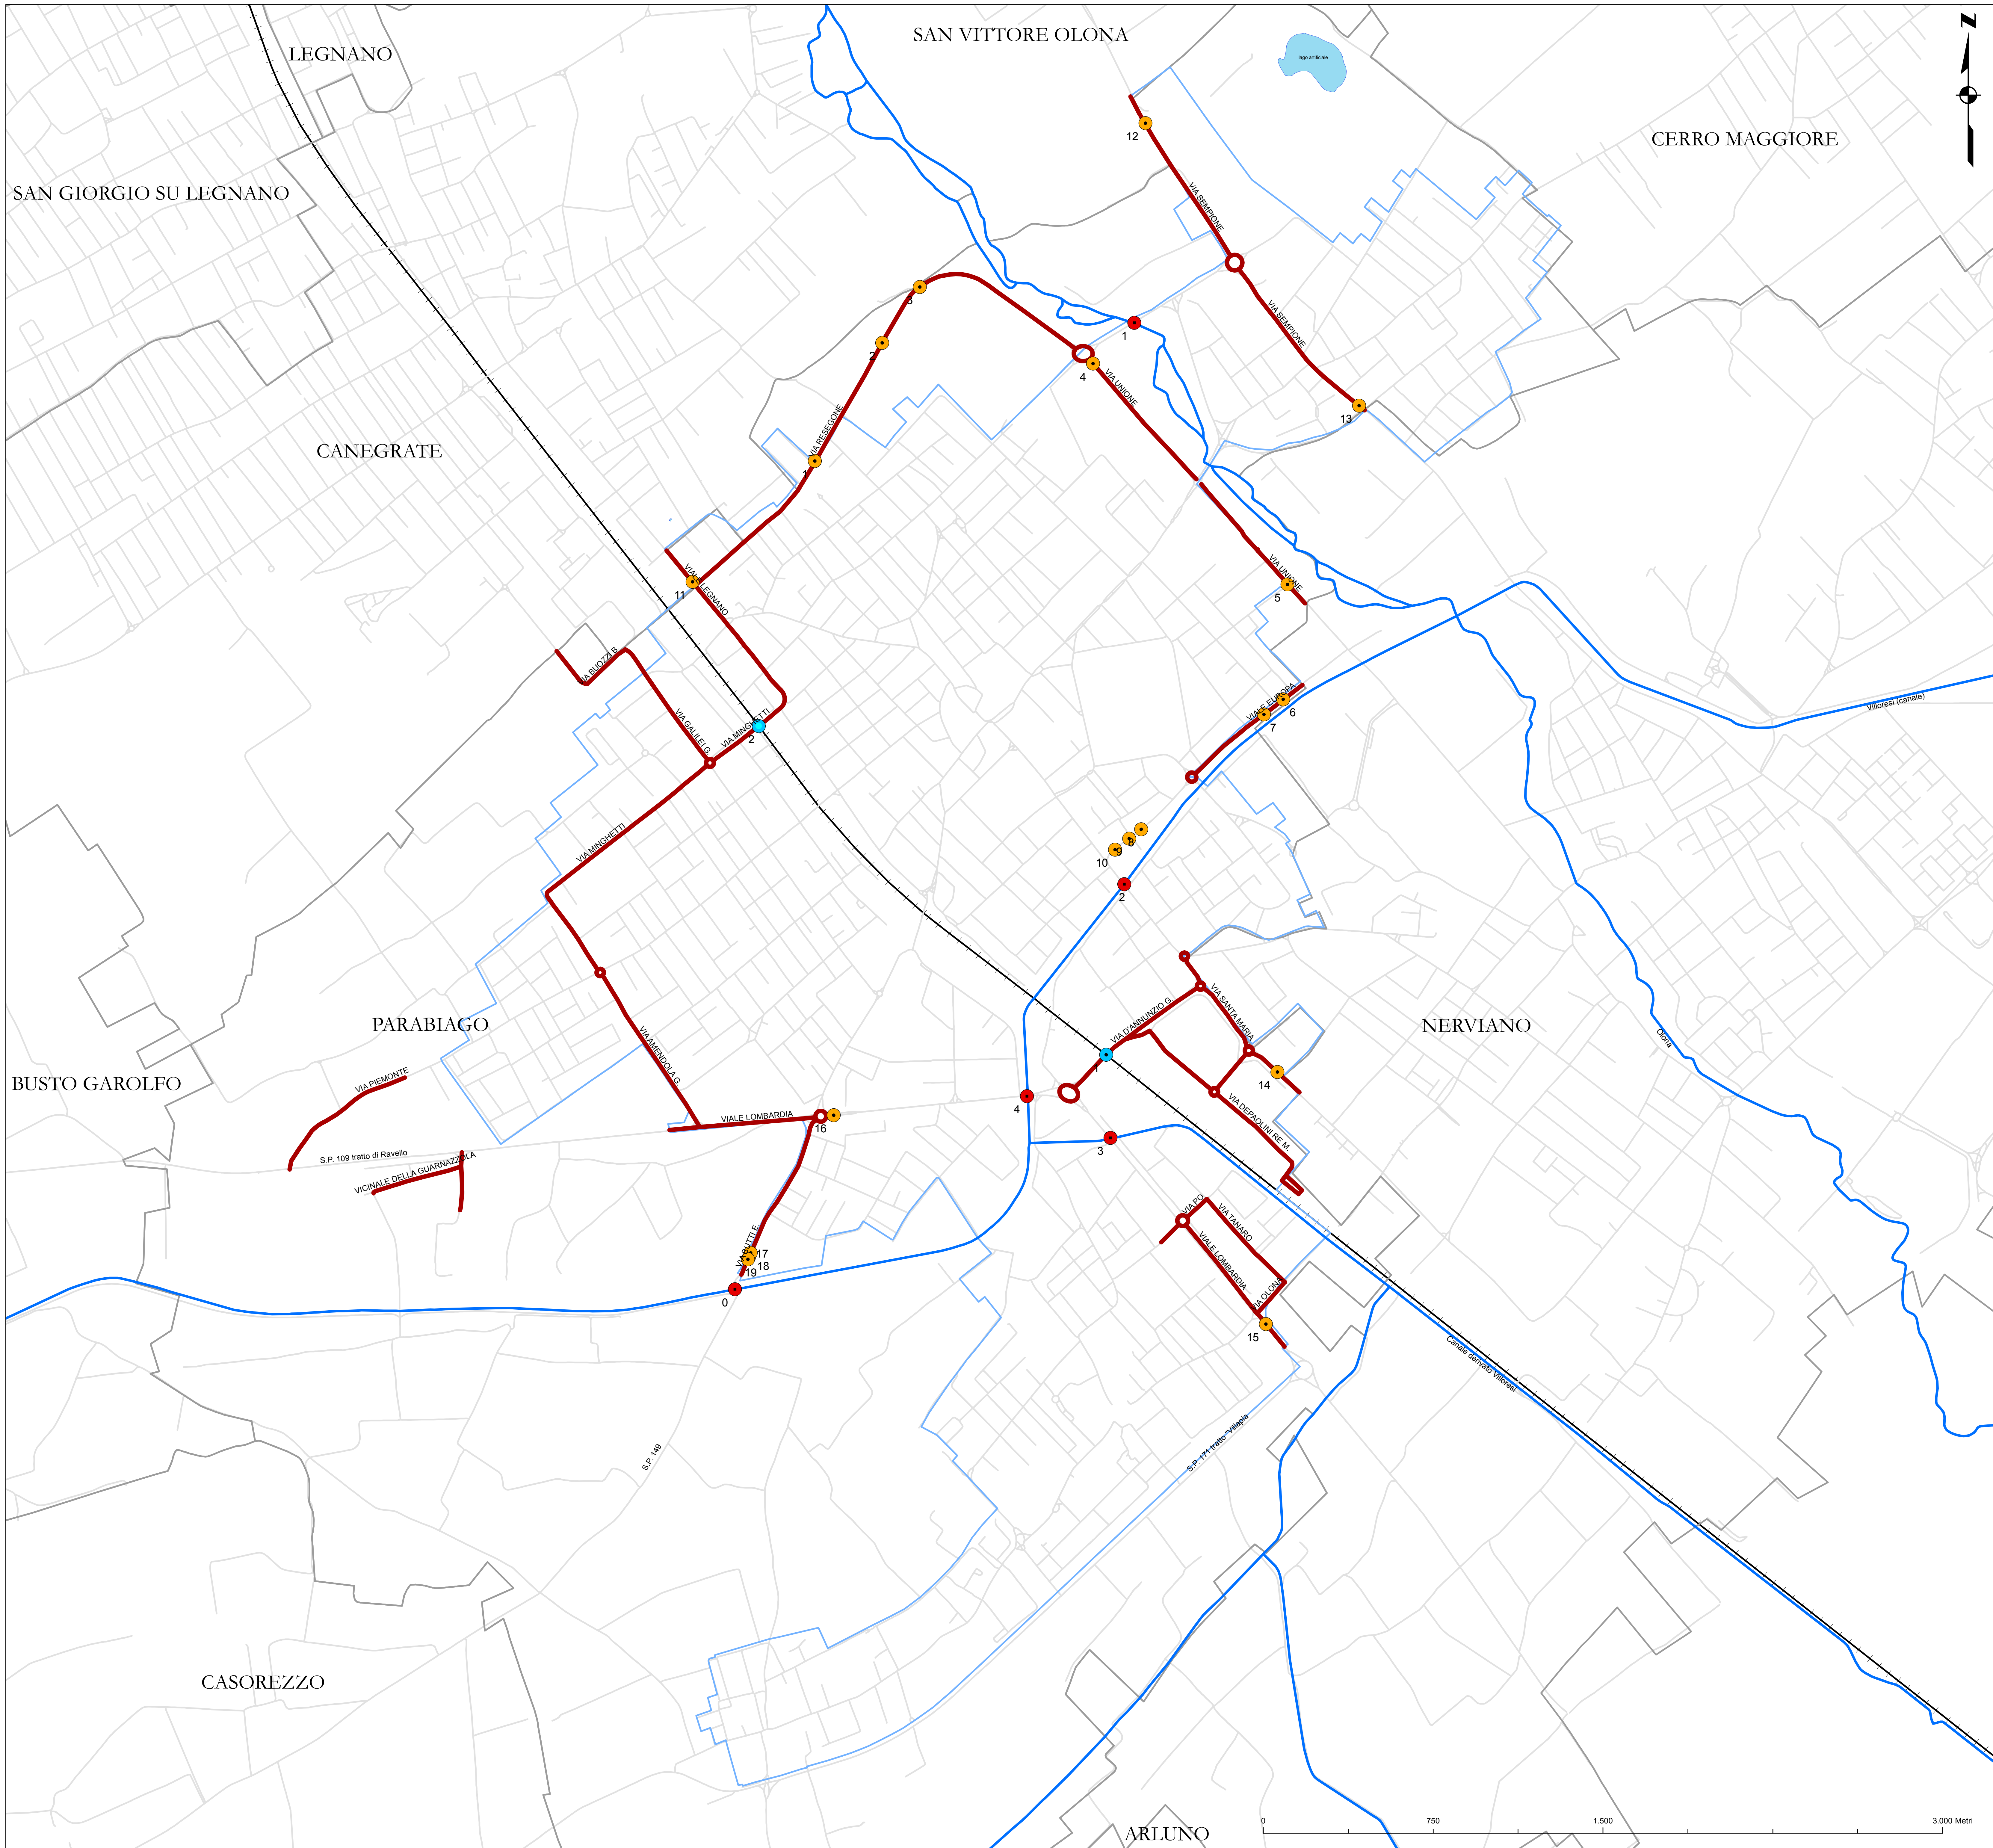 SAN VITTORE OLONA
N
LEGNANO
lago artificiale
12
CERRO MAGGIORE
SAN GIORGIO SU LEGNANO
VIA SEMPIONE
3
VIA SEMPIONE
1
2
4
VIA UNIONE
13
VIA RESEGONE
CANEGRATE
1
VIA UNIONE
VIALE LEGNANO
11
5
VIA BUOZZI B.
VIALE EUROPA
6
Villoresi (canale)
VIA GALILEI G.
VIA MINGHETTI
7
2
VIA MINGHETTI
8
9
10
2
VIA SANTA MARIA
VIA D'ANNUNZIO G.
PARABIAGO
NERVIANO
Olona
VIA AMENDOLA G.
1
BUSTO GAROLFO
VIA PIEMONTE
14
4
VIALE LOMBARDIA
16
VIA DEPAOLINI RE M.
3
S.P. 109 tratto di Ravello
VICINALE DELLA GUARNAZZOLA
VIA PO
VIA TANARO
VIA BUTTI E.
17
18
19
VIALE LOMBARDIA
VIA OLONA
0
15
Canale derivato Villoresi
S.P. 149
S.P. 171 tratto "Villapia
CASOREZZO
ARLUNO
0
750
1.500
3.000 Metri